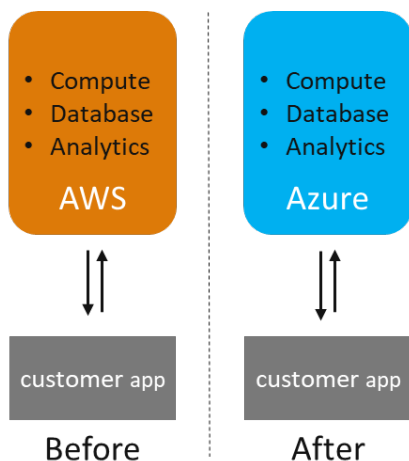 • Compute
• Database
• Analytics
AWS
customer app
Before
• Compute
• Database
• Analytics
Azure
customer app
After